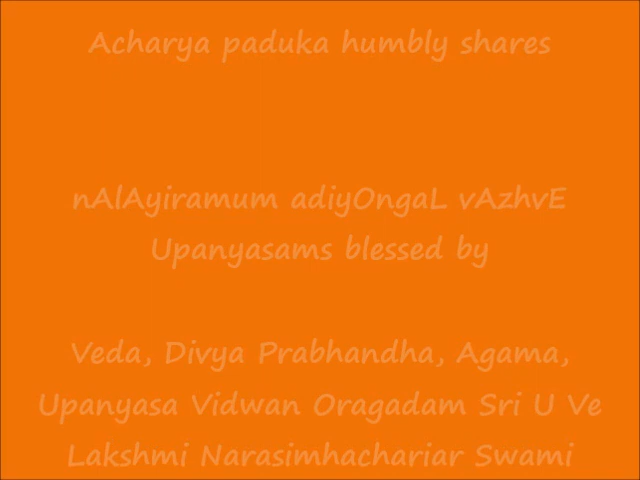 Acharya paduka humbly shares
nAlAyiramum adiyOngaL vAzhvE
Upanyasams blessed by
Veda, Divya Prabhandha, Agama,
Upanyasa Vidwan Oragadam Sri U Ve
Lakshmi Narasimhachariar Swami